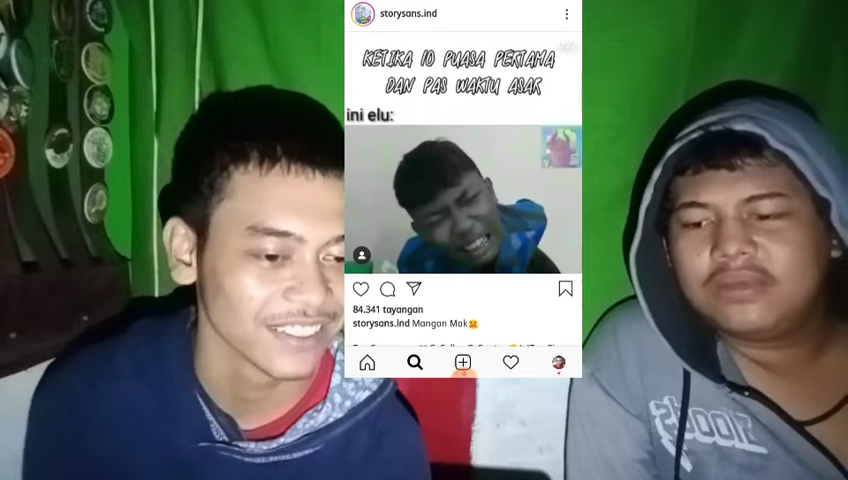 storysans.ind
KETIKA 10 PUASA PERTAMA
DAN PAS WAKTU ASAR
ini elu:
84.341 tayangan
storysans.ind Mangan Mak